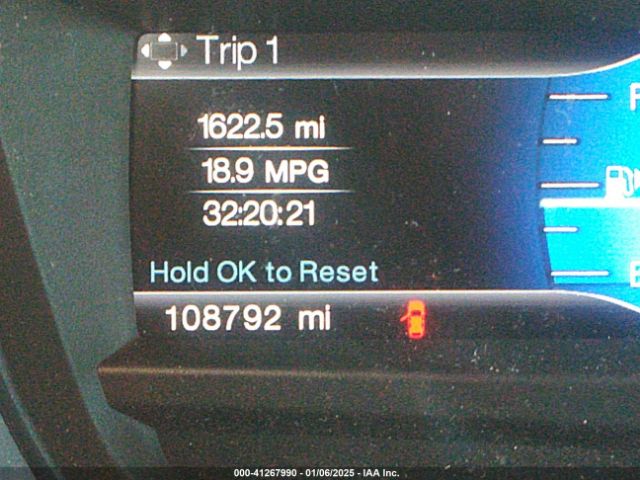 Trip 1
1622.5 mi
18.9 MPG
32:20:21
Hold OK to Reset
108792 mi
000-41267990 - 01/06/2025 - IAA Inc.